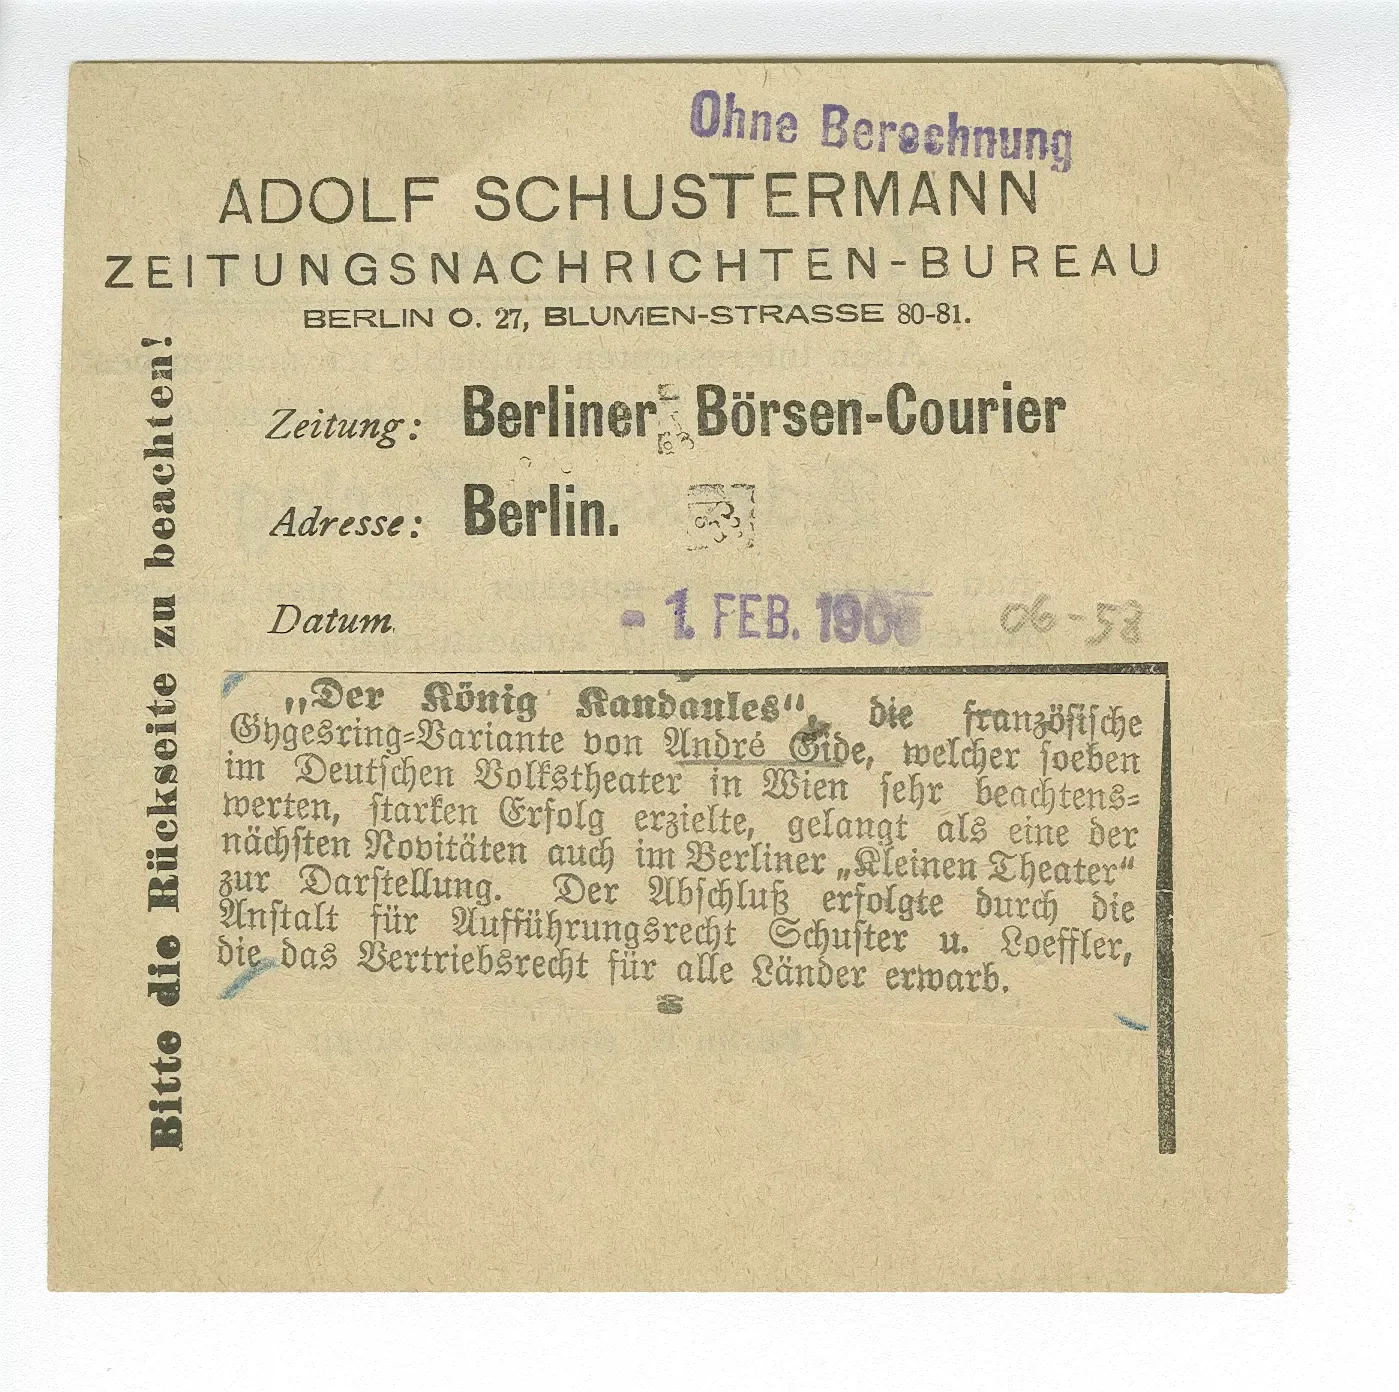 Ohne Berechnung
ADOLF SCHUSTERMANN
ZEITUNGSNACHRICHTEN-BUREAU
BERLIN O. 27, BLUMEN-STRASSE 80-81.
Bitte die Rückseite zu beachten!
Zeitung: Berliner Börsen-Courier
Adresse: Berlin.
Datum - 1. FEB. 1906 06-58
„Der König Kandaules“, die französische
Gygesring-Variante von André Gide, welcher soeben
im Deutschen Volkstheater in Wien sehr beachtens-
werten, starken Erfolg erzielte, gelangt als eine der
nächsten Novitäten auch im Berliner „Kleinen Theater“
zur Darstellung. Der Abschluß erfolgte durch die
Anstalt für Aufführungsrecht Schuster u. Loeffler,
die das Vertriebsrecht für alle Länder erwarb.